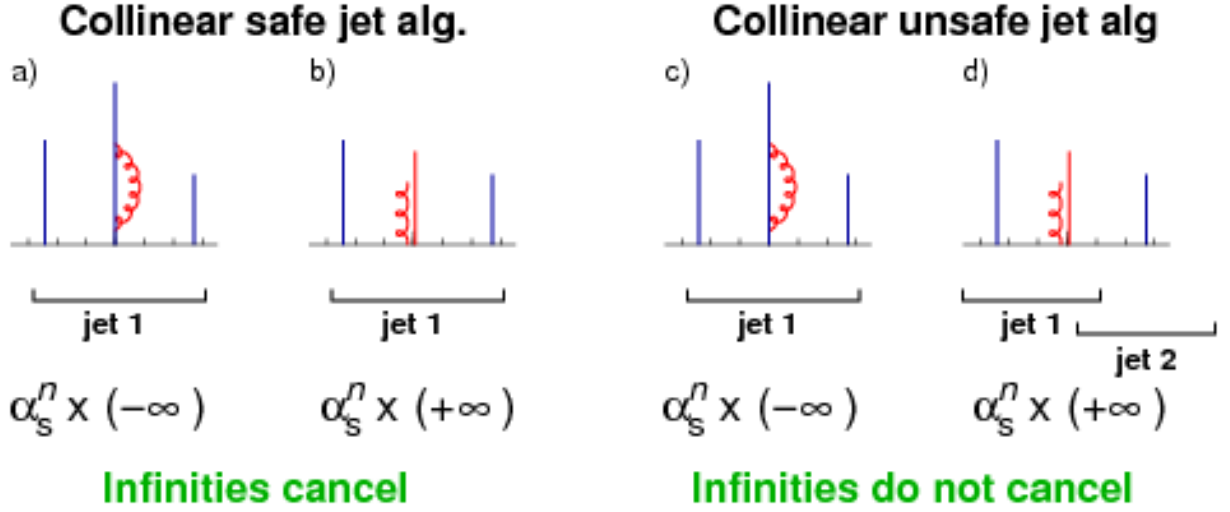 Collinear safe jet alg. Collinear unsafe jet alg
a) b) c) d)
jet 1 jet 1 jet 1 jet 1
jet 2
αₛⁿ x (−∞) αₛⁿ x (+∞) αₛⁿ x (−∞) αₛⁿ x (+∞)
Infinities cancel Infinities do not cancel